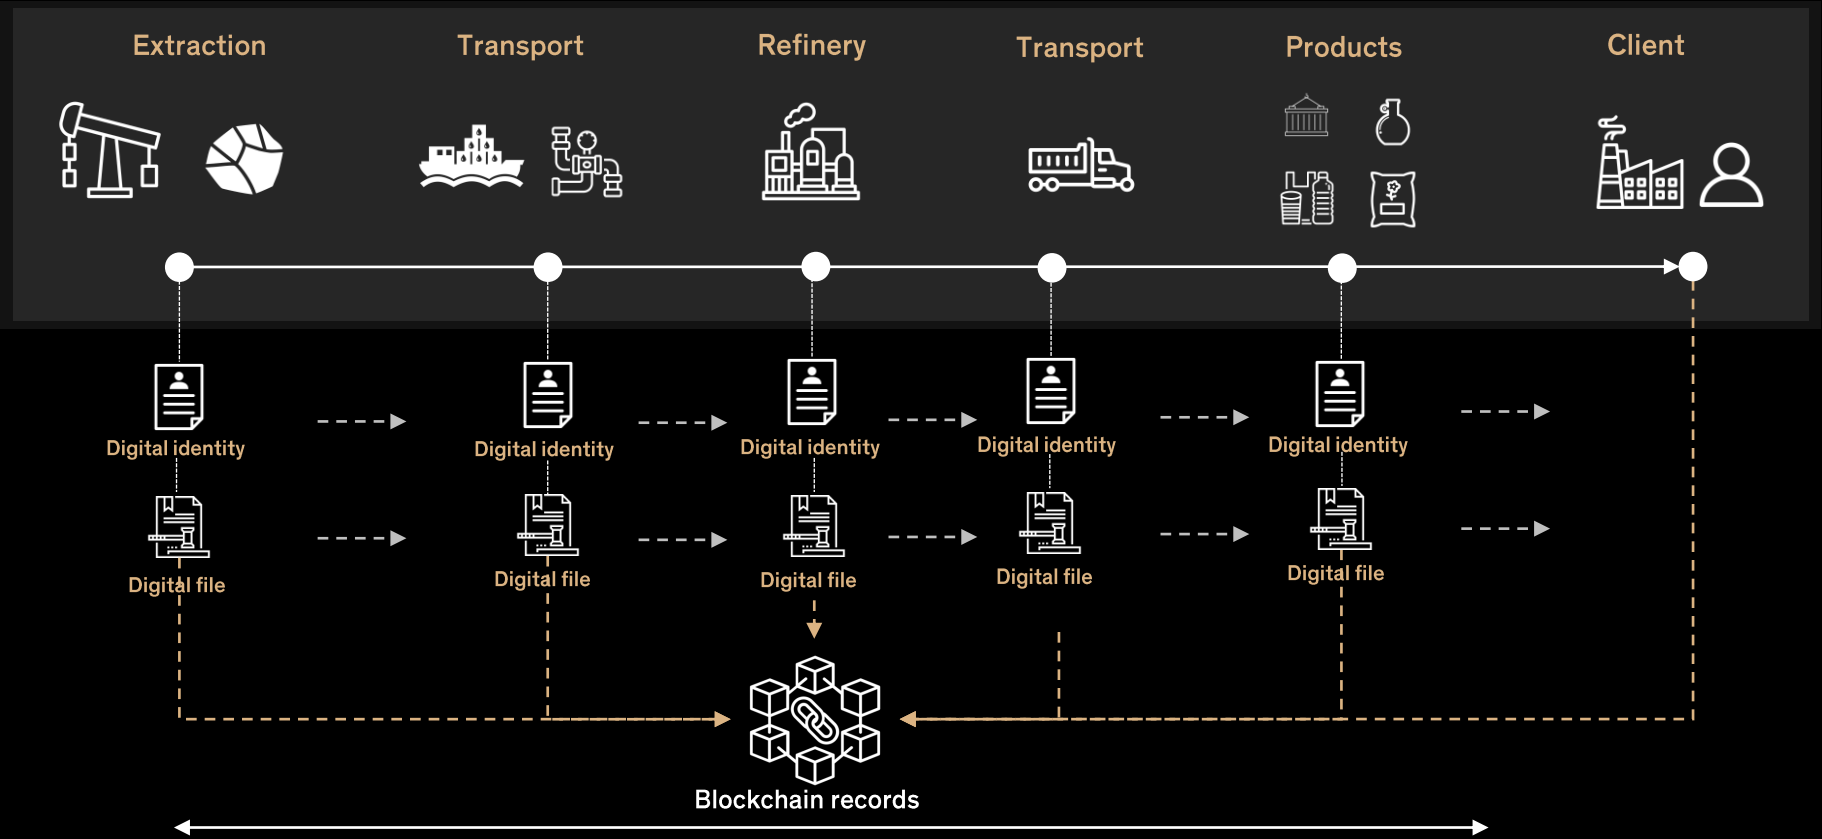 Extraction
Transport
Refinery
Transport
Products
Client
Digital identity
Digital identity
Digital identity
Digital identity
Digital identity
Digital file
Digital file
Digital file
Digital file
Digital file
Blockchain records